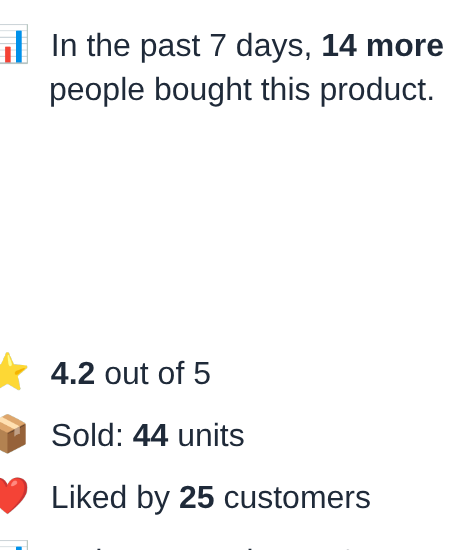 In the past 7 days, 14 more
people bought this product.
4.2 out of 5
Sold: 44 units
Liked by 25 customers